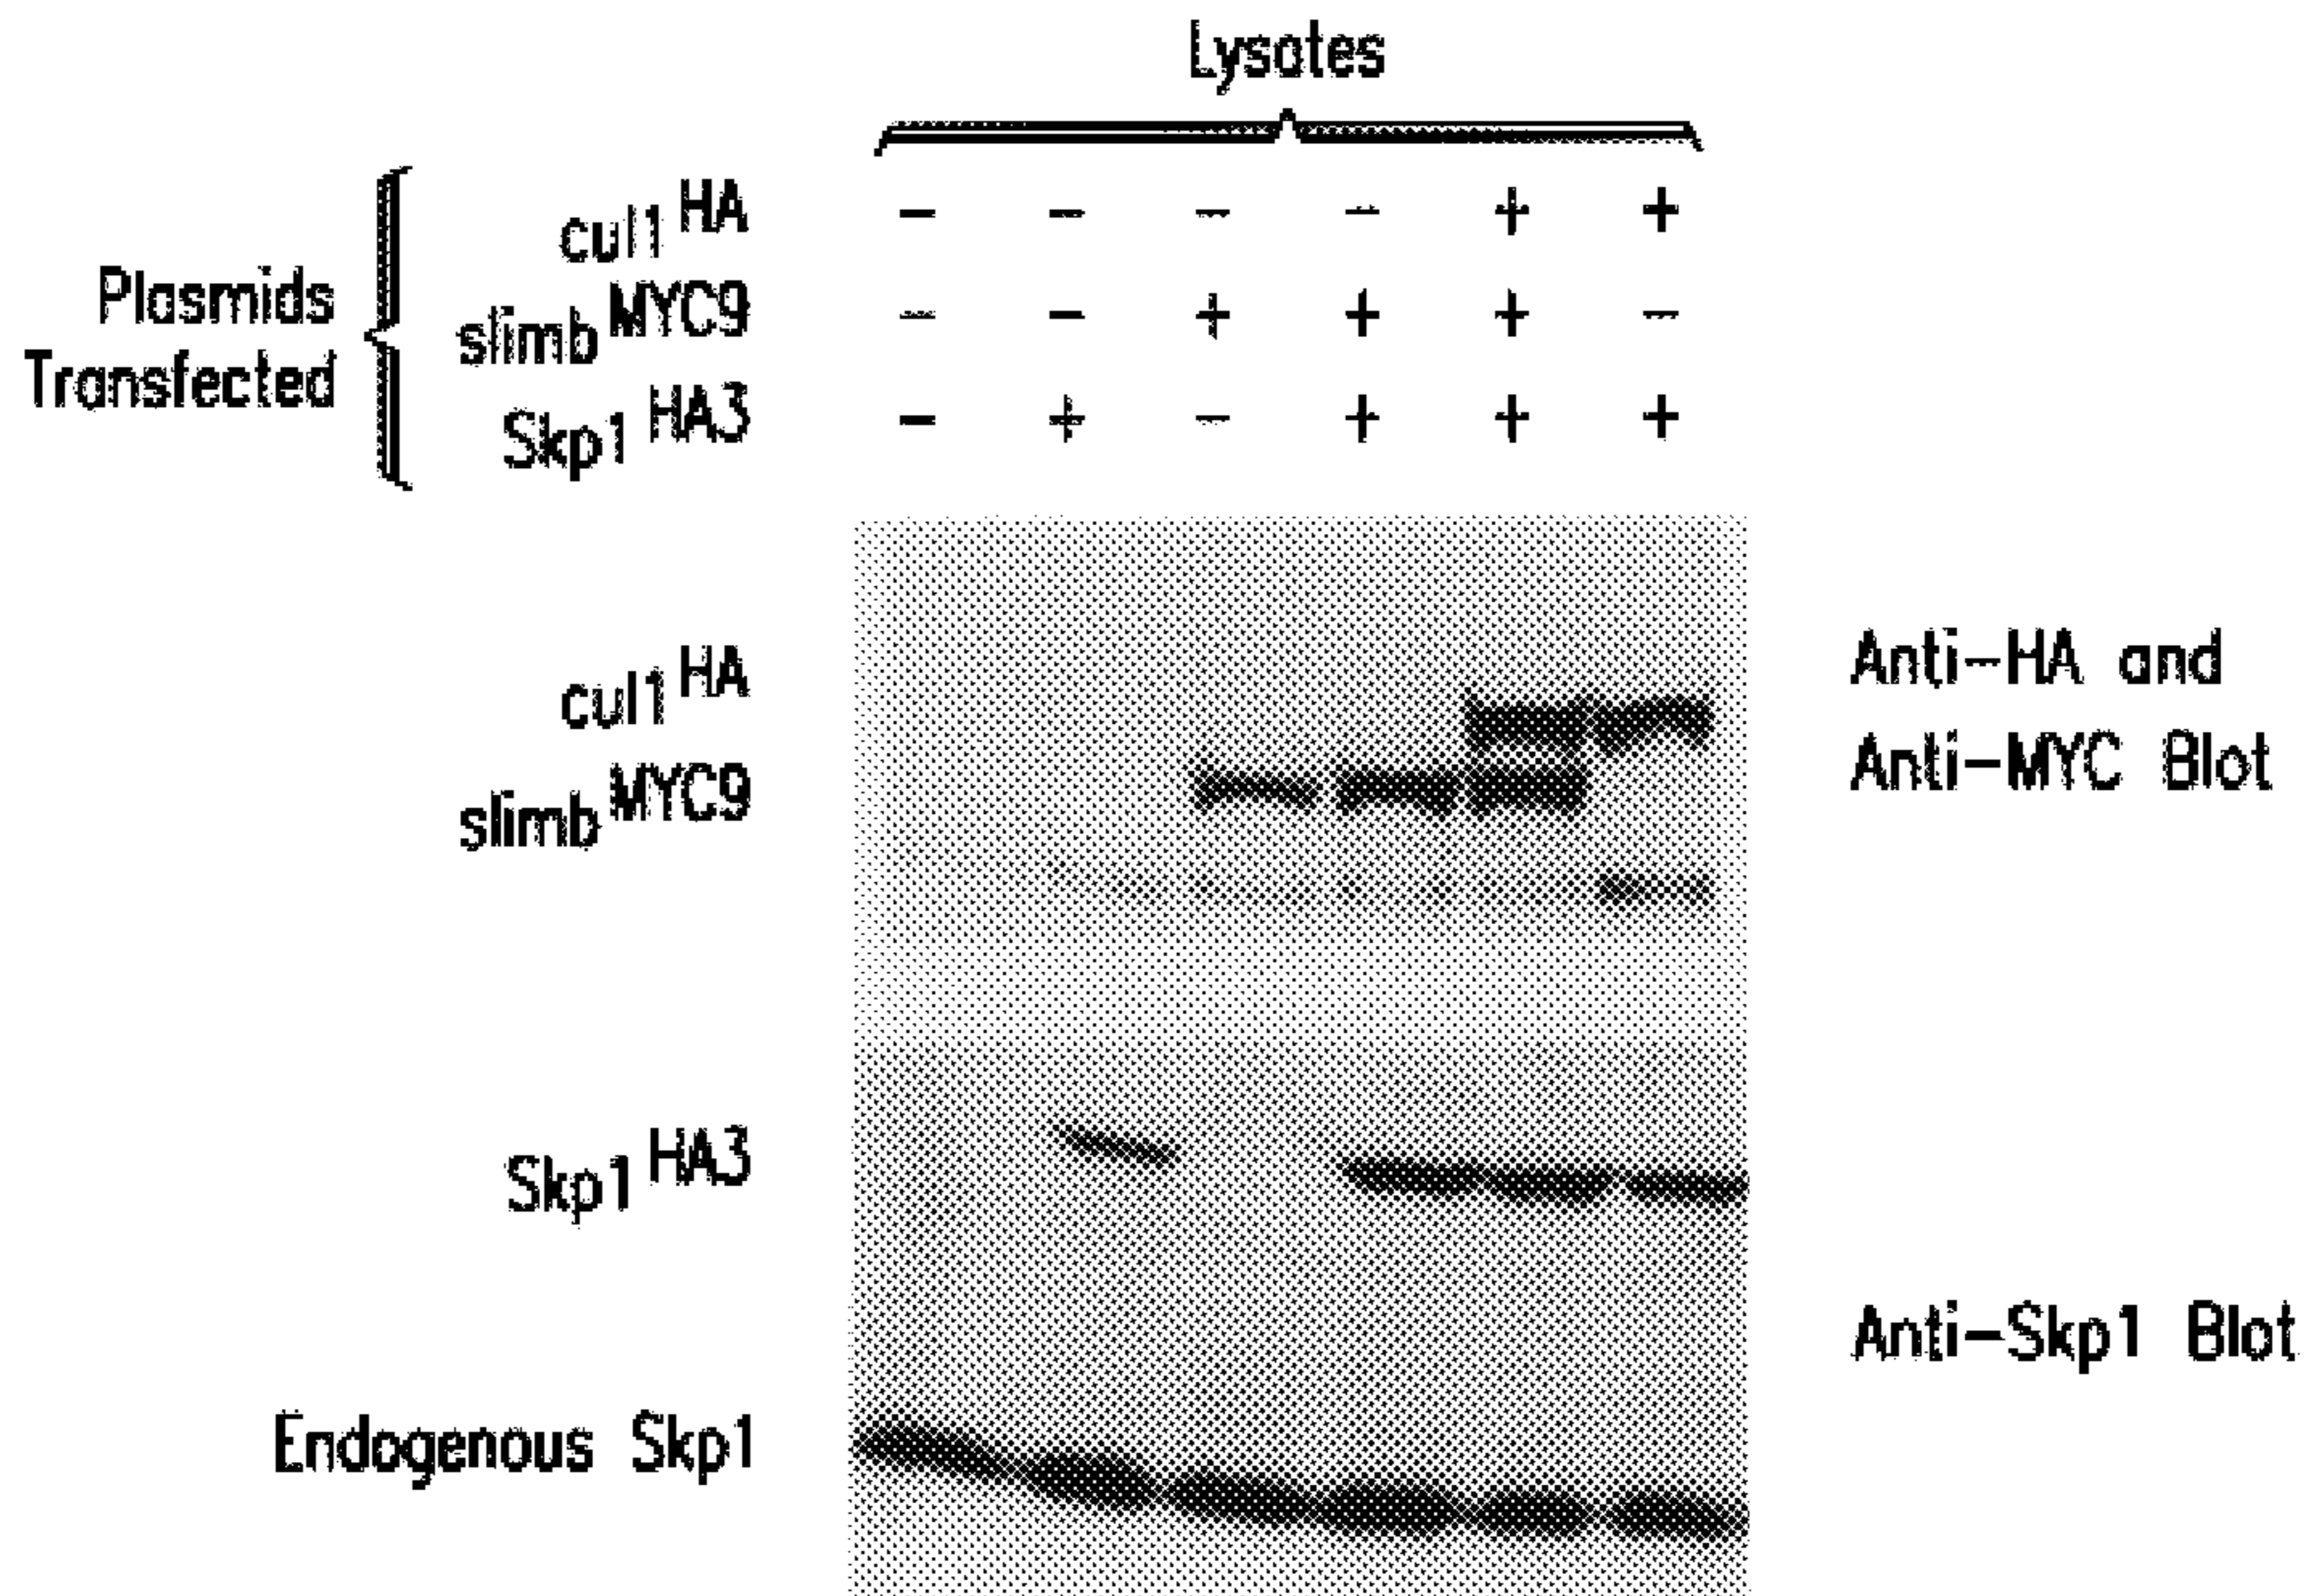 Lysates
cul1 HA − − − − + +
Plasmids Transfected
slimb MYC9 − − + + + −
Skp1 HA3 − + − + + +
cul1 HA
Anti-HA and
slimb MYC9
Anti-MYC Blot
Skp1 HA3
Anti-Skp1 Blot
Endogenous Skp1